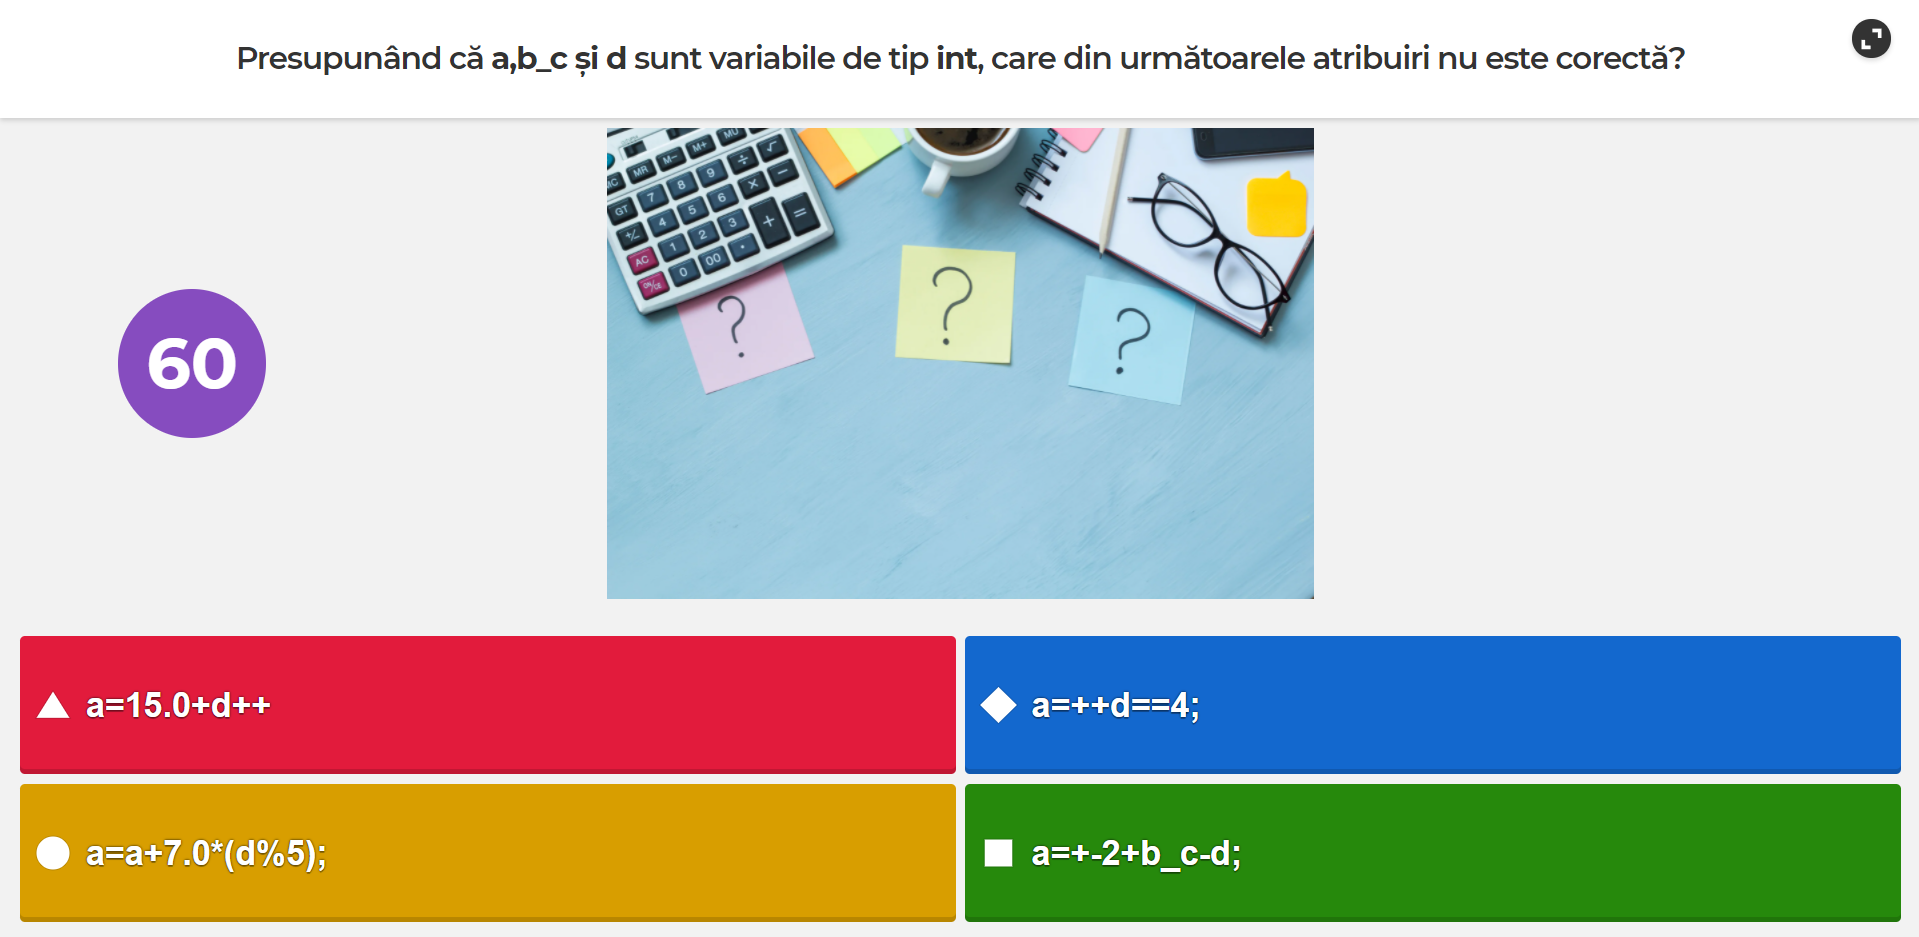 Presupunând că a,b_c și d sunt variabile de tip int, care din următoarele atribuiri nu este corectă?
MU
M- M+ ÷ √
MC MR 8 9 × −
GT 7 5 6
+/- 4 2 3 + =
AC 1 00 .
ON/CE 0
? ? ?
60
a=15.0+d++
a=++d==4;
a=a+7.0*(d%5);
a=+-2+b_c-d;